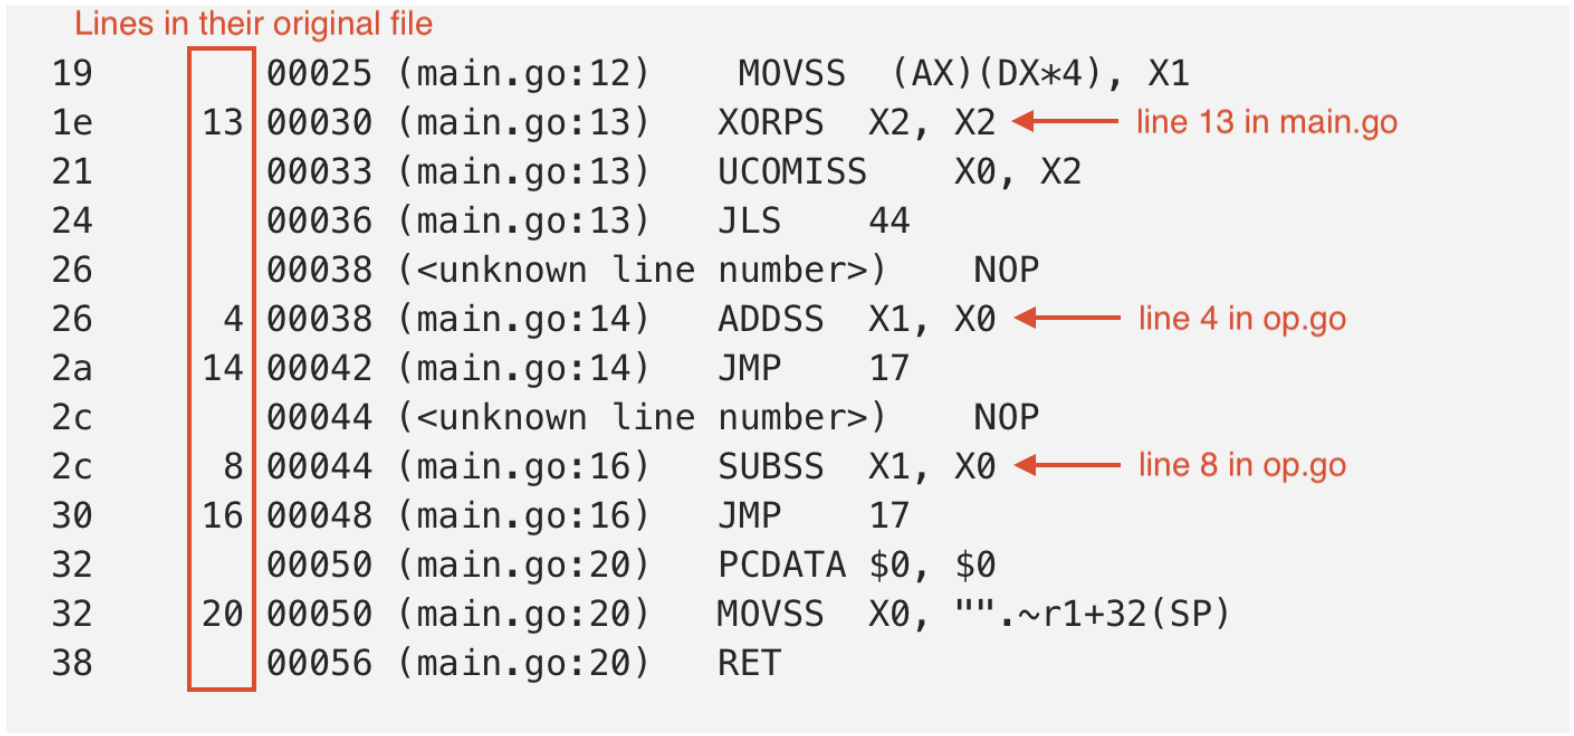 Lines in their original file
19 00025 (main.go:12) MOVSS (AX)(DX*4), X1
1e 13 00030 (main.go:13) XORPS X2, X2 line 13 in main.go
21 00033 (main.go:13) UCOMISS X0, X2
24 00036 (main.go:13) JLS 44
26 00038 (<unknown line number>) NOP
26 4 00038 (main.go:14) ADDSS X1, X0 line 4 in op.go
2a 14 00042 (main.go:14) JMP 17
2c 00044 (<unknown line number>) NOP
2c 8 00044 (main.go:16) SUBSS X1, X0 line 8 in op.go
30 16 00048 (main.go:16) JMP 17
32 00050 (main.go:20) PCDATA $0, $0
32 20 00050 (main.go:20) MOVSS X0, "".~r1+32(SP)
38 00056 (main.go:20) RET